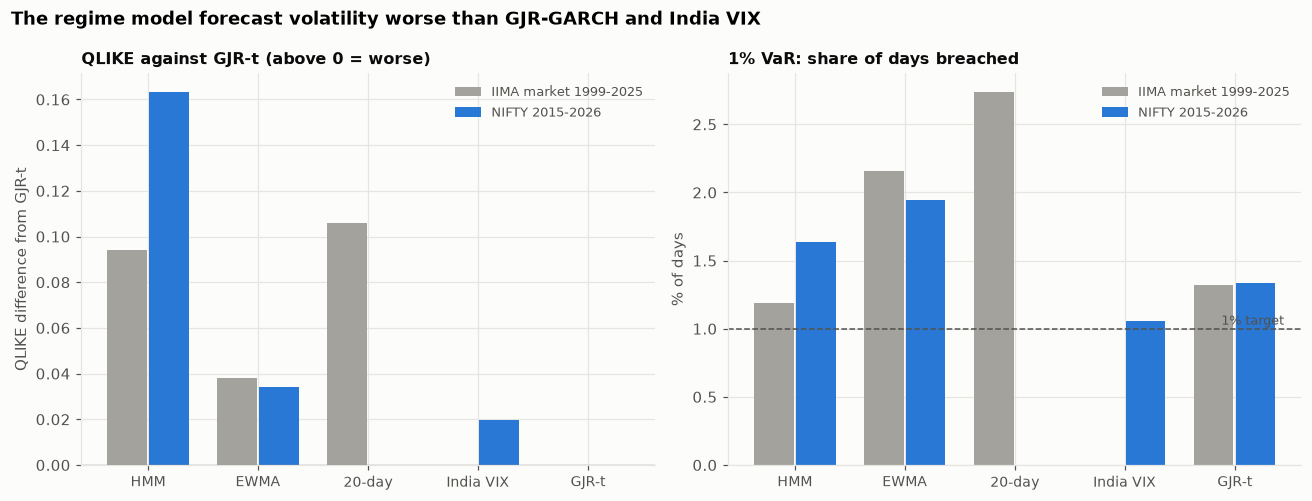 The regime model forecast volatility worse than GJR-GARCH and India VIX
QLIKE against GJR-t (above 0 = worse)
IIMA market 1999-2025
NIFTY 2015-2026
QLIKE difference from GJR-t
0.16
0.14
0.12
0.10
0.08
0.06
0.04
0.02
0.00
HMM
EWMA
20-day
India VIX
GJR-t
1% VaR: share of days breached
IIMA market 1999-2025
NIFTY 2015-2026
% of days
2.5
2.0
1.5
1.0
0.5
0.0
1% target
HMM
EWMA
20-day
India VIX
GJR-t